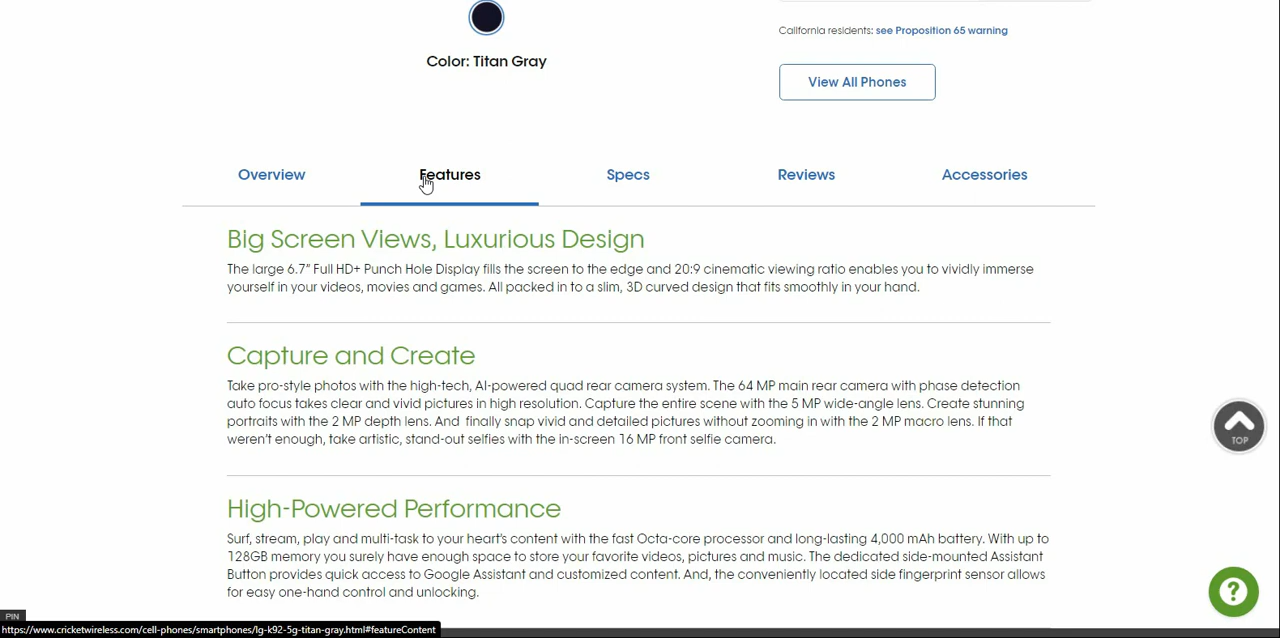 California residents: see Proposition 65 warning
Color: Titan Gray
View All Phones
Overview
Features
Specs
Reviews
Accessories
Big Screen Views, Luxurious Design
The large 6.7" Full HD+ Punch Hole Display fills the screen to the edge and 20:9 cinematic viewing ratio enables you to vividly immerse
yourself in your videos, movies and games. All packed in to a slim, 3D curved design that fits smoothly in your hand.
Capture and Create
Take pro-style photos with the high-tech, AI-powered quad rear camera system. The 64 MP main rear camera with phase detection
auto focus takes clear and vivid pictures in high resolution. Capture the entire scene with the 5 MP wide-angle lens. Create stunning
portraits with the 2 MP depth lens. And finally snap vivid and detailed pictures without zooming in with the 2 MP macro lens. If that
weren't enough, take artistic, stand-out selfies with the in-screen 16 MP front selfie camera.
TOP
High-Powered Performance
Surf, stream, play and multi-task to your heart's content with the fast Octa-core processor and long-lasting 4,000 mAh battery. With up to
128GB memory you surely have enough space to store your favorite videos, pictures and music. The dedicated side-mounted Assistant
Button provides quick access to Google Assistant and customized content. And, the conveniently located side fingerprint sensor allows
for easy one-hand control and unlocking.
?
PIN
https://www.cricketwireless.com/cell-phones/smartphones/lg-k92-5g-titan-gray.html#featureContent